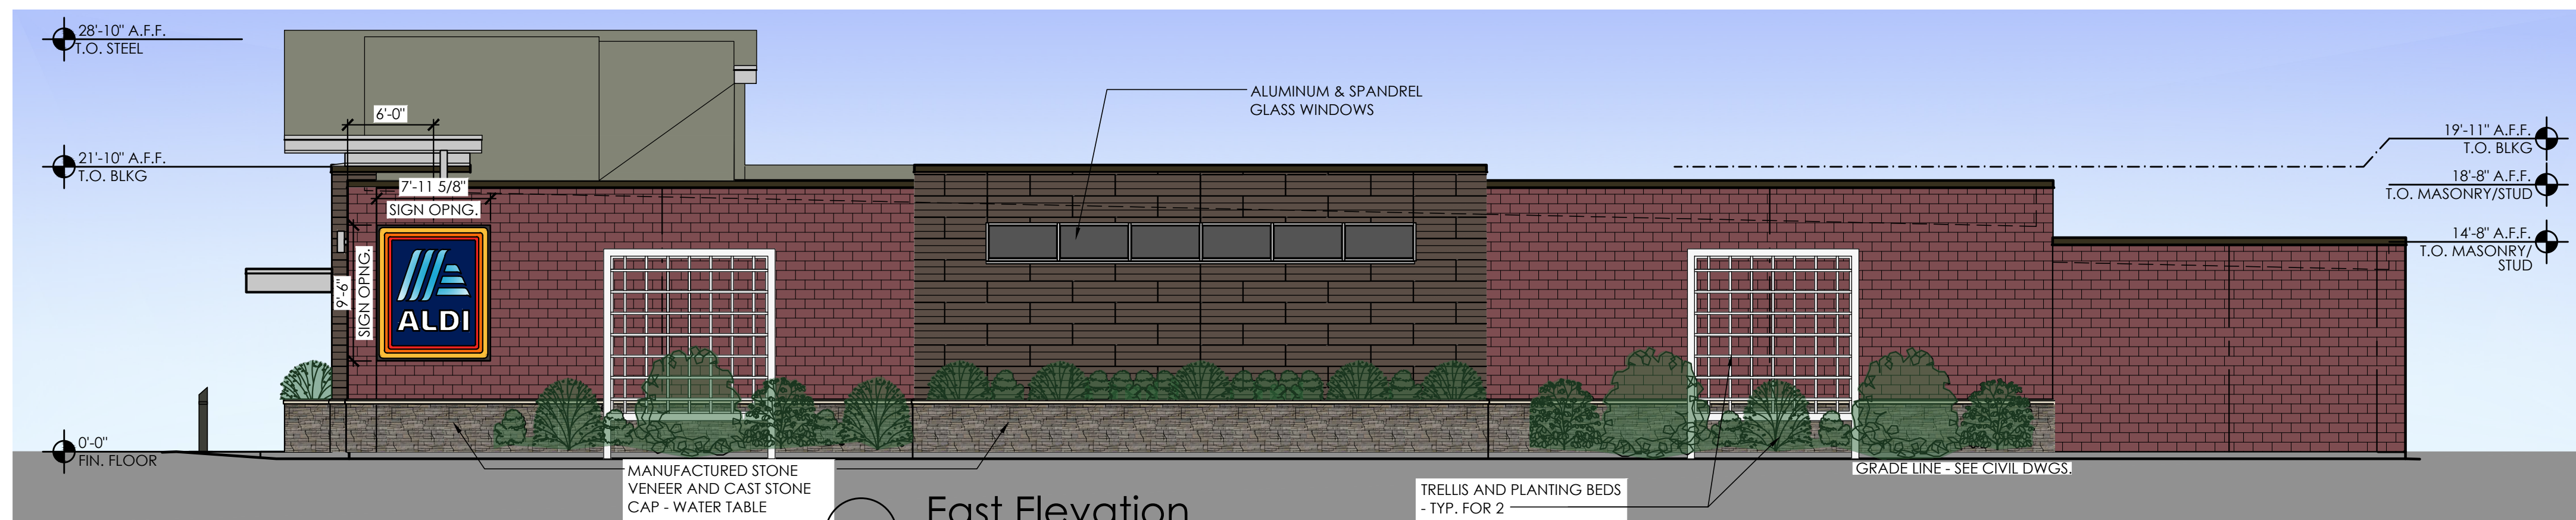 28'-10" A.F.F.
T.O. STEEL
6'-0"
21'-10" A.F.F.
T.O. BLKG
7'-11 5/8"
SIGN OPNG.
9'-6"
SIGN OPNG.
ALDI
0'-0"
FIN. FLOOR
ALUMINUM & SPANDREL
GLASS WINDOWS
19'-11" A.F.F.
T.O. BLKG
18'-8" A.F.F.
T.O. MASONRY/STUD
14'-8" A.F.F.
T.O. MASONRY/
STUD
MANUFACTURED STONE
VENEER AND CAST STONE
CAP - WATER TABLE
East Elevation
TRELLIS AND PLANTING BEDS
- TYP. FOR 2
GRADE LINE - SEE CIVIL DWGS.